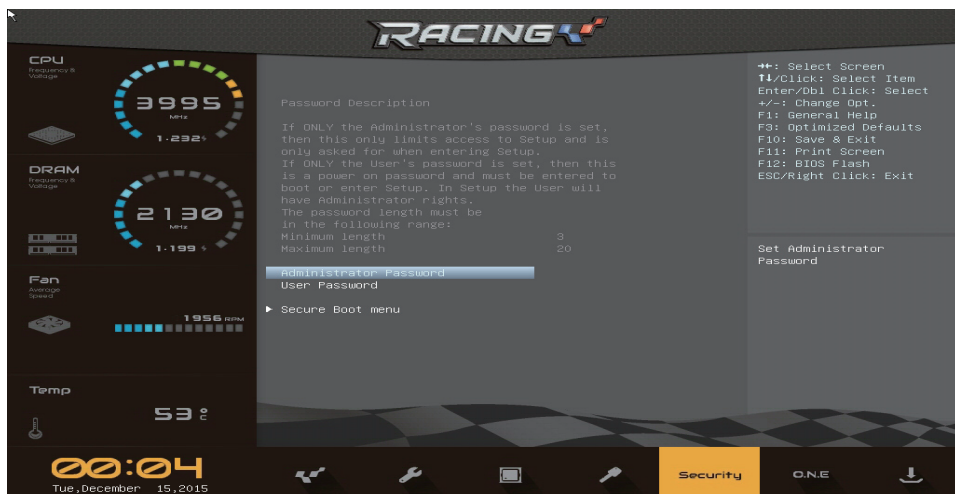 RACING
CPU
Frequency &
Voltage
3995
MHz
1.232 V
DRAM
Frequency &
Voltage
2130
MHz
1.199 V
Fan
Average
Speed
1956 RPM
Temp
53 °C
00:04
Tue,December 15,2015
Password Description
If ONLY the Administrator's password is set,
then this only limits access to Setup and is
only asked for when entering Setup.
If ONLY the User's password is set, then this
is a power on password and must be entered to
boot or enter Setup. In Setup the User will
have Administrator rights.
The password length must be
in the following range:
Minimum length 3
Maximum length 20
Administrator Password
User Password
Secure Boot menu
→←: Select Screen
↑↓/Click: Select Item
Enter/Dbl Click: Select
+/-: Change Opt.
F1: General Help
F3: Optimized Defaults
F10: Save & Exit
F11: Print Screen
F12: BIOS Flash
ESC/Right Click: Exit
Set Administrator
Password
Security
O.N.E